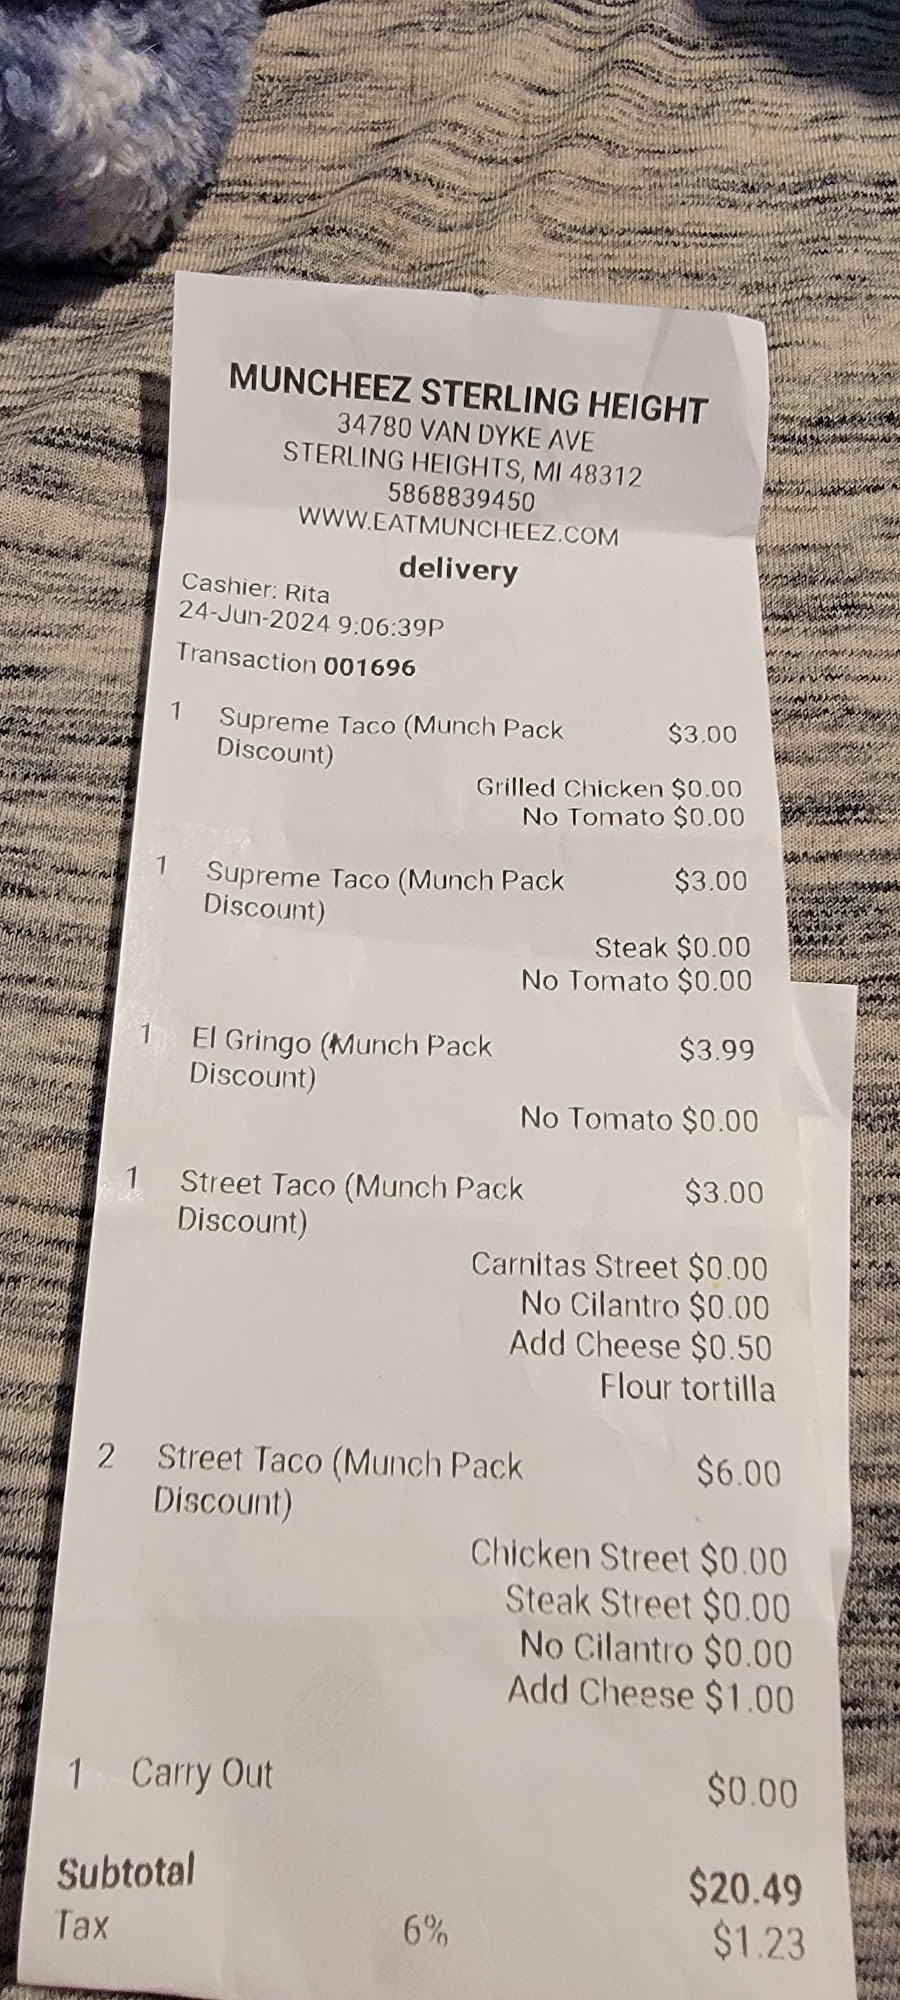 MUNCHEEZ STERLING HEIGHT
34780 VAN DYKE AVE
STERLING HEIGHTS, MI 48312
5868839450
WWW.EATMUNCHEEZ.COM
delivery
Cashier: Rita
24-Jun-2024 9:06:39P
Transaction 001696
1 Supreme Taco (Munch Pack $3.00
Discount)
Grilled Chicken $0.00
No Tomato $0.00
1 Supreme Taco (Munch Pack $3.00
Discount)
Steak $0.00
No Tomato $0.00
1 El Gringo (Munch Pack $3.99
Discount)
No Tomato $0.00
1 Street Taco (Munch Pack $3.00
Discount)
Carnitas Street $0.00
No Cilantro $0.00
Add Cheese $0.50
Flour tortilla
2 Street Taco (Munch Pack $6.00
Discount)
Chicken Street $0.00
Steak Street $0.00
No Cilantro $0.00
Add Cheese $1.00
1 Carry Out $0.00
Subtotal $20.49
Tax 6% $1.23